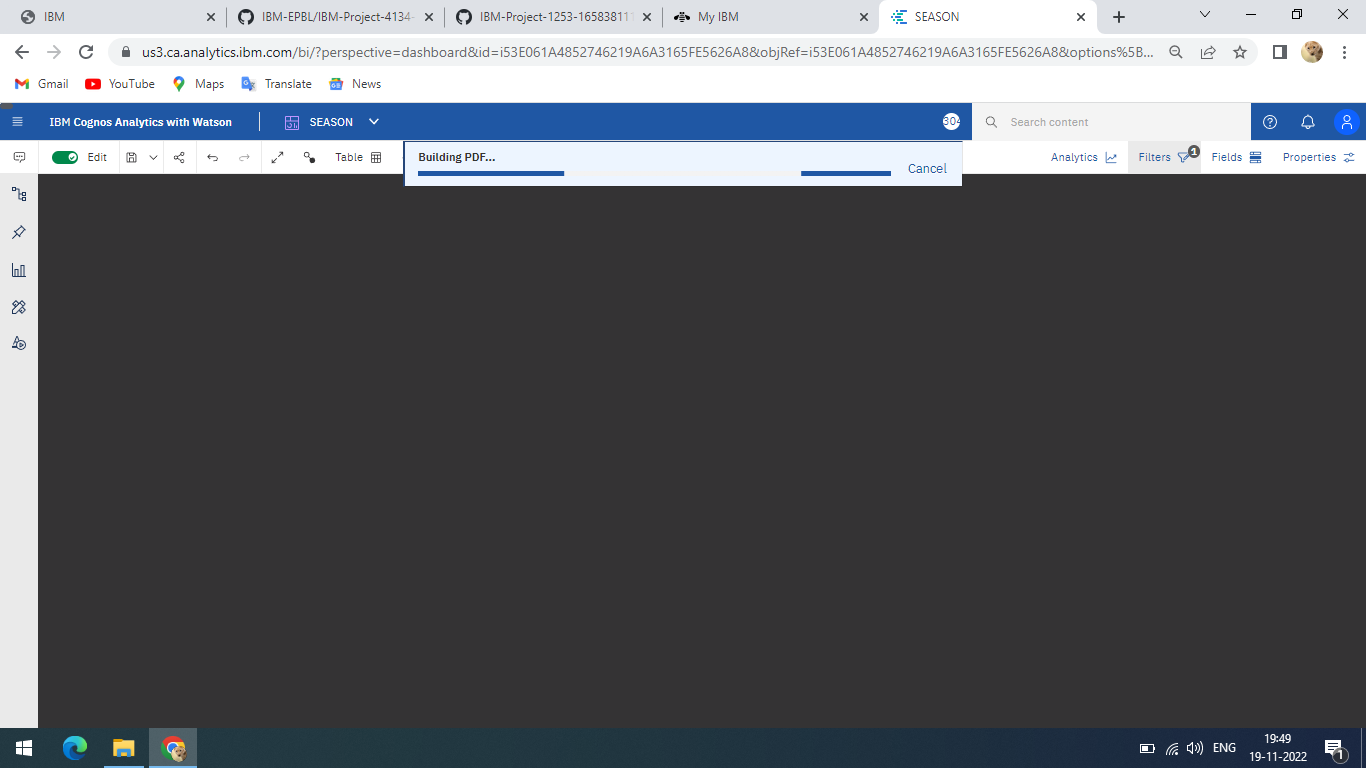 IBM
IBM-EPBL/IBM-Project-4134-
IBM-Project-1253-16583811
My IBM
SEASON
us3.ca.analytics.ibm.com/bi/?perspective=dashboard&id=i53E061A4852746219A6A3165FE5626A8&objRef=i53E061A4852746219A6A3165FE5626A8&options%5B...
Gmail
YouTube
Maps
Translate
News
IBM Cognos Analytics with Watson
SEASON
304
Search content
Edit
Table
Building PDF...
Cancel
Analytics
Filters
1
Fields
Properties
ENG
19:49
19-11-2022
1